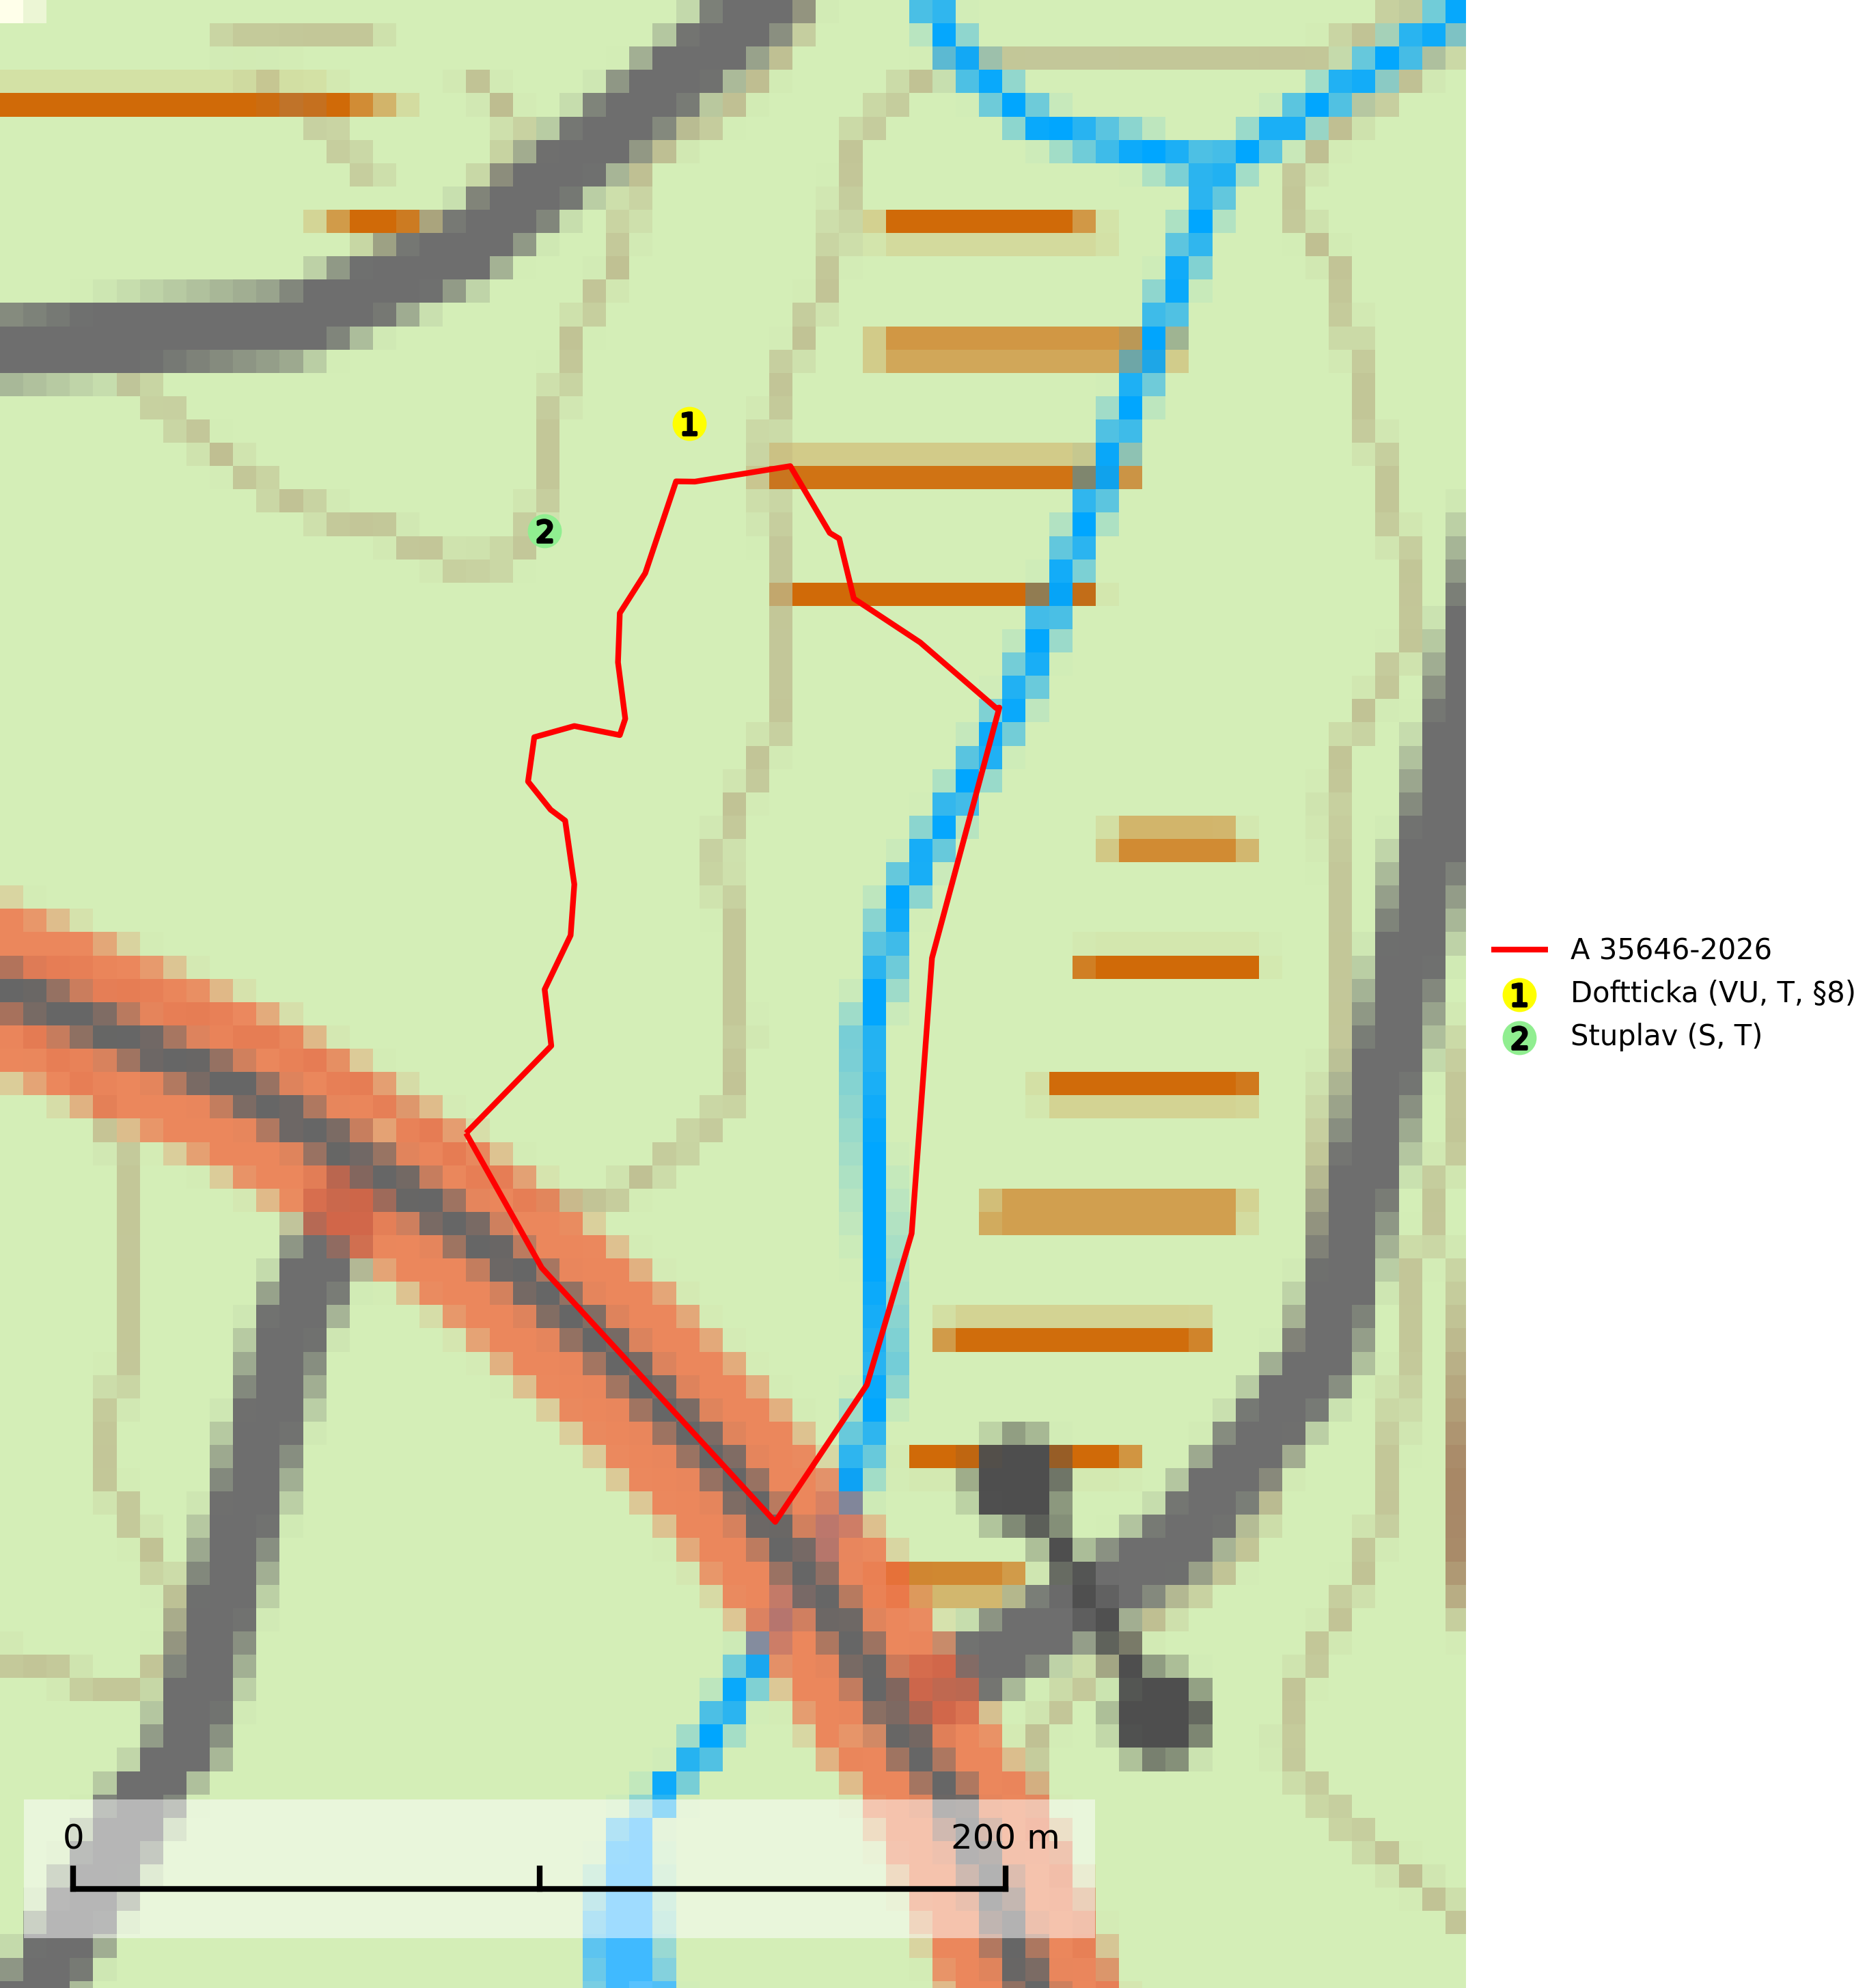 1
2
A 35646-2026
1 Doftticka (VU, T, §8)
2 Stuplav (S, T)
0 200 m